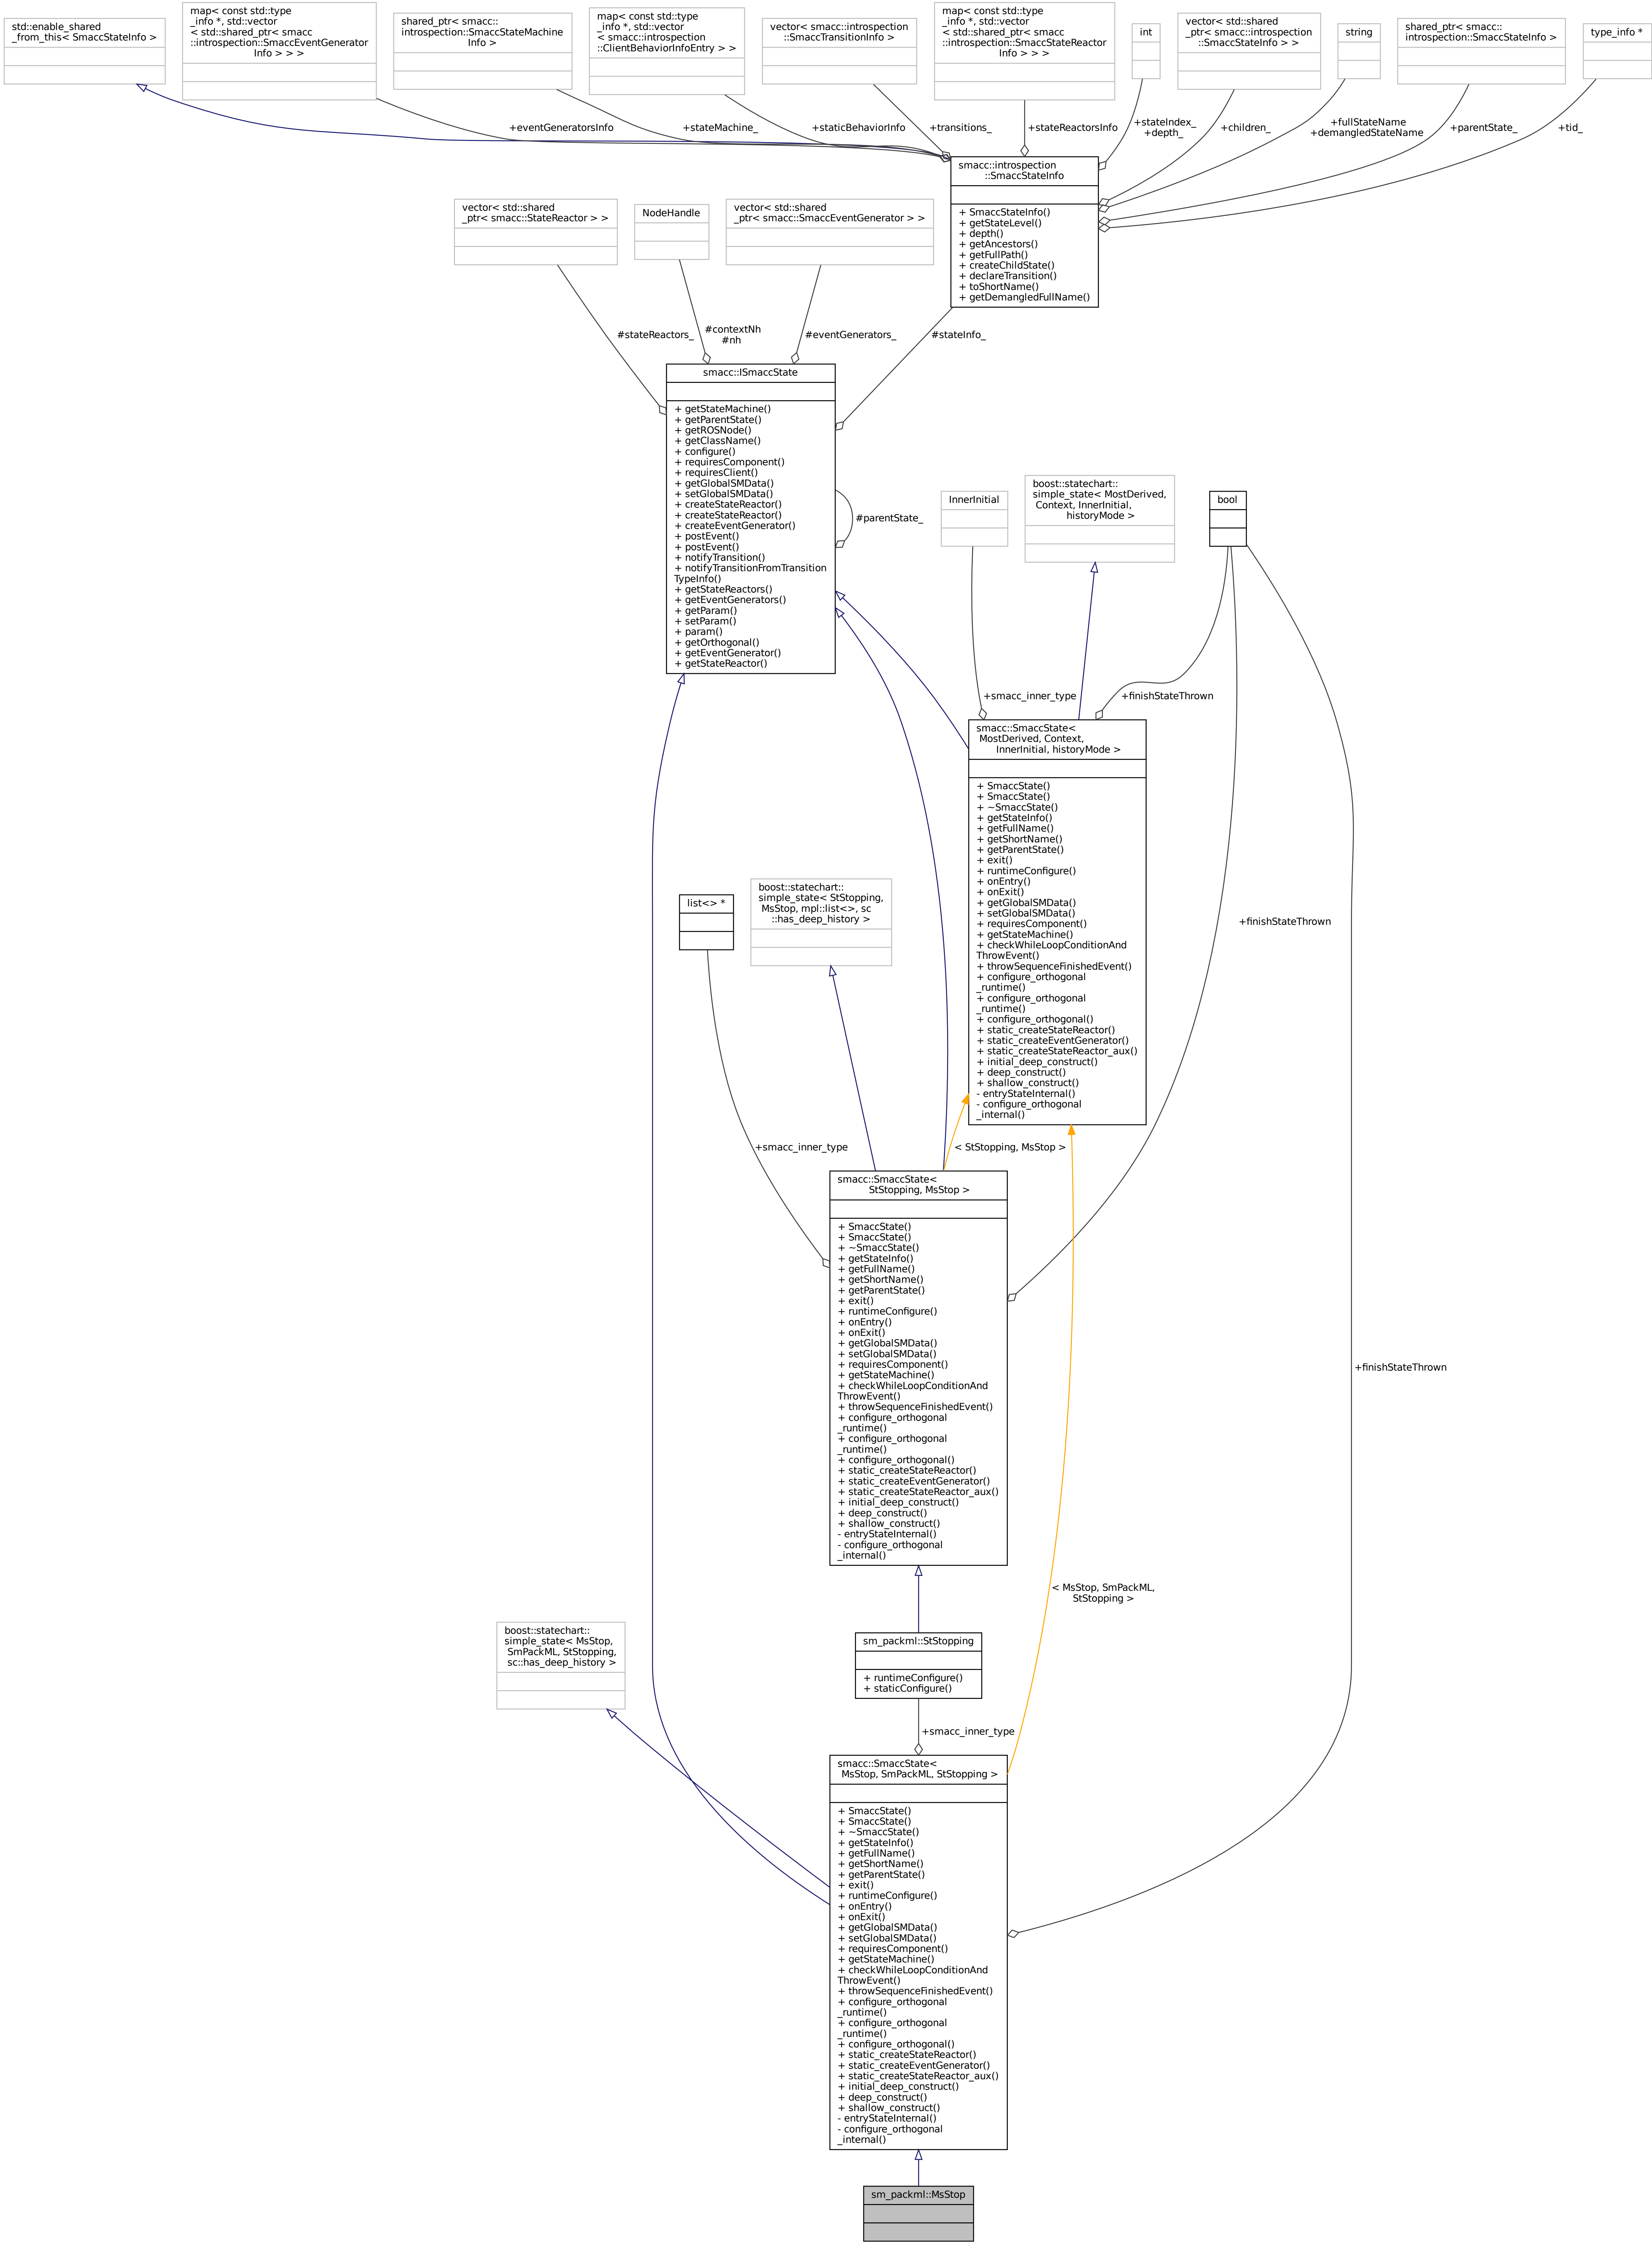 std::enable_shared
_from_this< SmaccStateInfo >
map< const std::type
_info *, std::vector
< std::shared_ptr< smacc
::introspection::SmaccEventGenerator
Info > > >
shared_ptr< smacc::
introspection::SmaccStateMachine
Info >
map< const std::type
_info *, std::vector
< smacc::introspection
::ClientBehaviorInfoEntry > >
vector< smacc::introspection
::SmaccTransitionInfo >
map< const std::type
_info *, std::vector
< std::shared_ptr< smacc
::introspection::SmaccStateReactor
Info > > >
int
vector< std::shared
_ptr< smacc::introspection
::SmaccStateInfo > >
string
shared_ptr< smacc::
introspection::SmaccStateInfo >
type_info *
+eventGeneratorsInfo
+stateMachine_
+staticBehaviorInfo
+transitions_
+stateReactorsInfo
+stateIndex_
+depth_
+children_
+fullStateName
+demangledStateName
+parentState_
+tid_
smacc::introspection
::SmaccStateInfo
+ SmaccStateInfo()
+ getStateLevel()
+ depth()
+ getAncestors()
+ getFullPath()
+ createChildState()
+ declareTransition()
+ toShortName()
+ getDemangledFullName()
vector< std::shared
_ptr< smacc::StateReactor > >
NodeHandle
vector< std::shared
_ptr< smacc::SmaccEventGenerator > >
#stateReactors_
#contextNh
#nh
#eventGenerators_
#stateInfo_
smacc::ISmaccState
+ getStateMachine()
+ getParentState()
+ getROSNode()
+ getClassName()
+ configure()
+ requiresComponent()
+ requiresClient()
+ getGlobalSMData()
+ setGlobalSMData()
+ createStateReactor()
+ createStateReactor()
+ createEventGenerator()
+ postEvent()
+ postEvent()
+ notifyTransition()
+ notifyTransitionFromTransition
TypeInfo()
+ getStateReactors()
+ getEventGenerators()
+ getParam()
+ setParam()
+ param()
+ getOrthogonal()
+ getEventGenerator()
+ getStateReactor()
#parentState_
InnerInitial
boost::statechart::
simple_state< MostDerived,
Context, InnerInitial,
historyMode >
bool
+smacc_inner_type
+finishStateThrown
smacc::SmaccState<
MostDerived, Context,
InnerInitial, historyMode >
+ SmaccState()
+ SmaccState()
+ ~SmaccState()
+ getStateInfo()
+ getFullName()
+ getShortName()
+ getParentState()
+ exit()
+ runtimeConfigure()
+ onEntry()
+ onExit()
+ getGlobalSMData()
+ setGlobalSMData()
+ requiresComponent()
+ getStateMachine()
+ checkWhileLoopConditionAnd
ThrowEvent()
+ throwSequenceFinishedEvent()
+ configure_orthogonal
_runtime()
+ configure_orthogonal
_runtime()
+ configure_orthogonal()
+ static_createStateReactor()
+ static_createEventGenerator()
+ static_createStateReactor_aux()
+ initial_deep_construct()
+ deep_construct()
+ shallow_construct()
- entryStateInternal()
- configure_orthogonal
_internal()
list<> *
boost::statechart::
simple_state< StStopping,
MsStop, mpl::list<>, sc
::has_deep_history >
+finishStateThrown
+smacc_inner_type
< StStopping, MsStop >
smacc::SmaccState<
StStopping, MsStop >
+ SmaccState()
+ SmaccState()
+ ~SmaccState()
+ getStateInfo()
+ getFullName()
+ getShortName()
+ getParentState()
+ exit()
+ runtimeConfigure()
+ onEntry()
+ onExit()
+ getGlobalSMData()
+ setGlobalSMData()
+ requiresComponent()
+ getStateMachine()
+ checkWhileLoopConditionAnd
ThrowEvent()
+ throwSequenceFinishedEvent()
+ configure_orthogonal
_runtime()
+ configure_orthogonal
_runtime()
+ configure_orthogonal()
+ static_createStateReactor()
+ static_createEventGenerator()
+ static_createStateReactor_aux()
+ initial_deep_construct()
+ deep_construct()
+ shallow_construct()
- entryStateInternal()
- configure_orthogonal
_internal()
+finishStateThrown
< MsStop, SmPackML,
StStopping >
boost::statechart::
simple_state< MsStop,
SmPackML, StStopping,
sc::has_deep_history >
sm_packml::StStopping
+ runtimeConfigure()
+ staticConfigure()
+smacc_inner_type
smacc::SmaccState<
MsStop, SmPackML, StStopping >
+ SmaccState()
+ SmaccState()
+ ~SmaccState()
+ getStateInfo()
+ getFullName()
+ getShortName()
+ getParentState()
+ exit()
+ runtimeConfigure()
+ onEntry()
+ onExit()
+ getGlobalSMData()
+ setGlobalSMData()
+ requiresComponent()
+ getStateMachine()
+ checkWhileLoopConditionAnd
ThrowEvent()
+ throwSequenceFinishedEvent()
+ configure_orthogonal
_runtime()
+ configure_orthogonal
_runtime()
+ configure_orthogonal()
+ static_createStateReactor()
+ static_createEventGenerator()
+ static_createStateReactor_aux()
+ initial_deep_construct()
+ deep_construct()
+ shallow_construct()
- entryStateInternal()
- configure_orthogonal
_internal()
sm_packml::MsStop